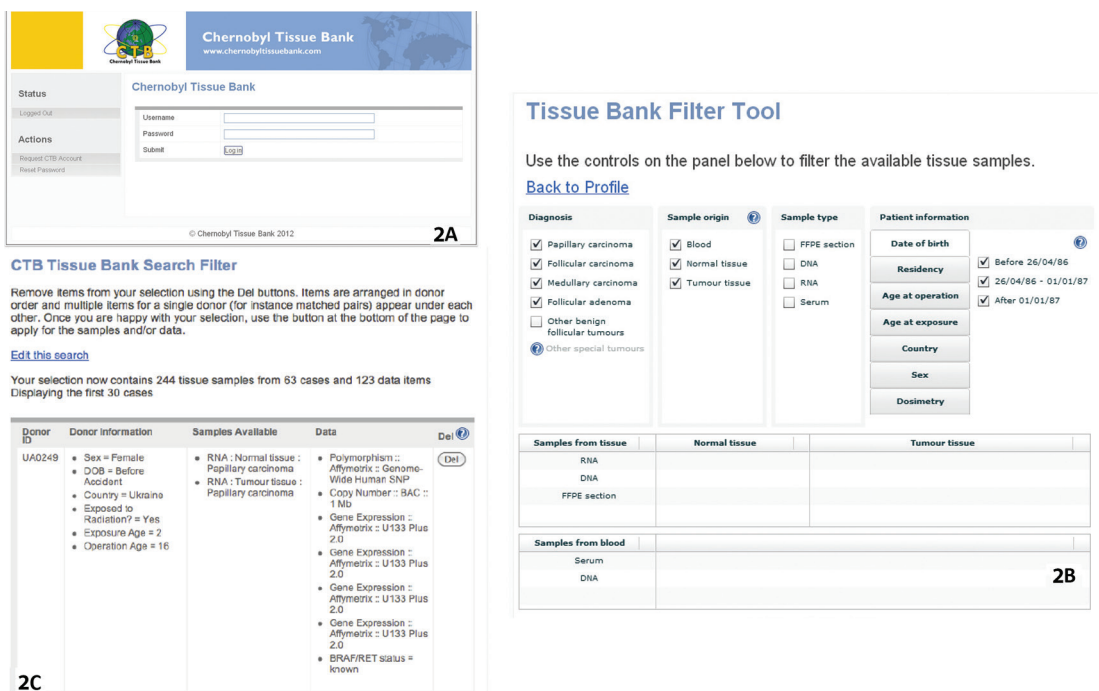 CTB
Chernobyl Tissue Bank
Chernobyl Tissue Bank
www.chernobyltissuebank.com
Status
Logged Out
Actions
Request CTB Account
Reset Password
Chernobyl Tissue Bank
Username
Password
Submit
Log in
© Chernobyl Tissue Bank 2012
2A
CTB Tissue Bank Search Filter
Remove items from your selection using the Del buttons. Items are arranged in donor
order and multiple items for a single donor (for instance matched pairs) appear under each
other. Once you are happy with your selection, use the button at the bottom of the page to
apply for the samples and/or data.
Edit this search
Your selection now contains 244 tissue samples from 63 cases and 123 data items
Displaying the first 30 cases
Donor ID
Donor Information
Samples Available
Data
Del ?
UA0249
Sex = Female
DOB = Before
Accident
Country = Ukraine
Exposed to
Radiation? = Yes
Exposure Age = 2
Operation Age = 16
RNA : Normal tissue :
Papillary carcinoma
RNA : Tumour tissue :
Papillary carcinoma
Polymorphism ::
Affymetrix :: Genome-
Wide Human SNP
Copy Number :: BAC ::
1 Mb
Gene Expression ::
Affymetrix :: U133 Plus
2.0
Gene Expression ::
Affymetrix :: U133 Plus
2.0
Gene Expression ::
Affymetrix :: U133 Plus
2.0
Gene Expression ::
Affymetrix :: U133 Plus
2.0
BRAF/RET status =
known
Del
2C
Tissue Bank Filter Tool
Use the controls on the panel below to filter the available tissue samples.
Back to Profile
Diagnosis
Papillary carcinoma
Follicular carcinoma
Medullary carcinoma
Follicular adenoma
Other benign
follicular tumours
? Other special tumours
Sample origin ?
Blood
Normal tissue
Tumour tissue
Sample type
FFPE section
DNA
RNA
Serum
Patient information
Date of birth
Residency
Age at operation
Age at exposure
Country
Sex
Dosimetry
?
Before 26/04/86
26/04/86 - 01/01/87
After 01/01/87
Samples from tissue
Normal tissue
Tumour tissue
RNA
DNA
FFPE section
Samples from blood
Serum
DNA
2B